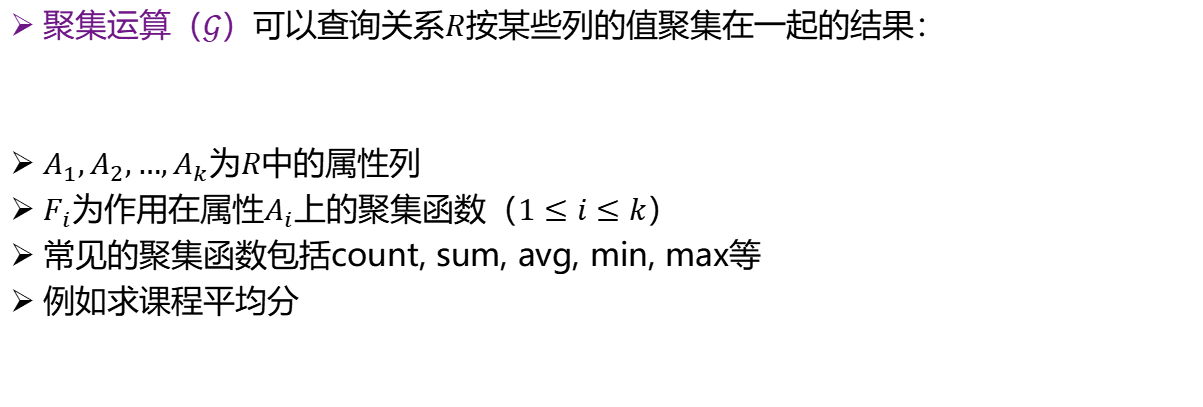 ➢ 聚集运算（𝒢）可以查询关系𝑅按某些列的值聚集在一起的结果：
➢ 𝐴₁, 𝐴₂, …, 𝐴ₖ为𝑅中的属性列
➢ 𝐹ᵢ为作用在属性𝐴ᵢ上的聚集函数（1 ≤ 𝑖 ≤ 𝑘）
➢ 常见的聚集函数包括count, sum, avg, min, max等
➢ 例如求课程平均分